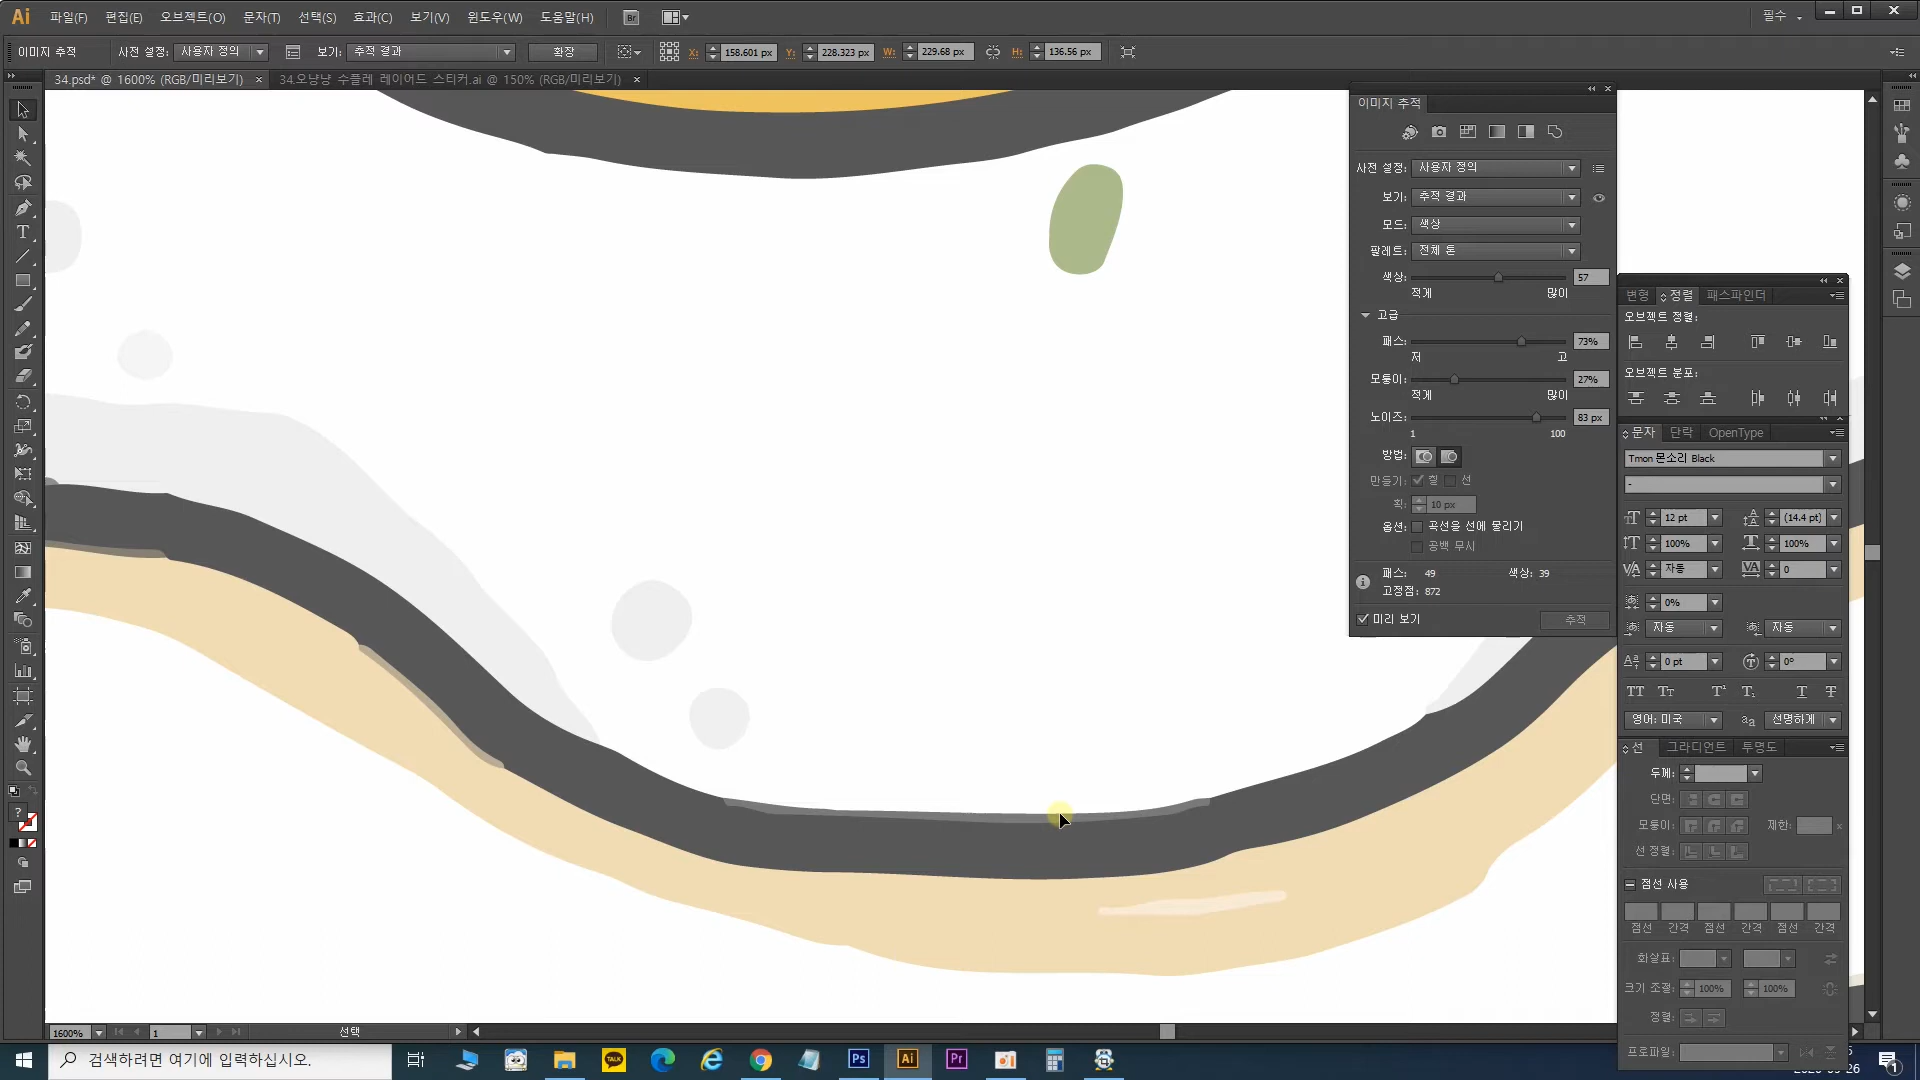 Ai 파일(F) 편집(E) 오브젝트(O) 문자(T) 선택(S) 효과(C) 보기(V) 윈도우(W) 도움말(H) Br 필수
이미지 추적 사전 설정: 사용자 정의 보기: 추적 결과 확장 X: 158.601 px Y: 228.323 px W: 229.68 px H: 136.56 px
34.psd* @ 1600% (RGB/미리보기) × 34.오냥냥 수플레 레이어드 스티커.ai @ 150% (RGB/미리보기) ×
이미지 추적
사전 설정: 사용자 정의
보기: 추적 결과
모드: 색상
팔레트: 전체 톤
색상: 57
적게 많이
고급
패스: 73%
저 고
모퉁이: 27%
적게 많이
노이즈: 83 px
1 100
방법:
만들기: 칠 선
획: 10 px
옵션: 곡선을 선에 물리기
공백 무시
패스: 49 색상: 39
고정점: 872
미리 보기 추적
변형 정렬 패스파인더
오브젝트 정렬:
오브젝트 분포:
문자 단락 OpenType
Tmon 몬소리 Black
-
12 pt (14.4 pt)
100% 100%
자동 0
0%
자동 자동
0 pt 0°
영어: 미국 선명하게
선 그라디언트 투명도
두께:
단면:
모퉁이: 제한: x
선 정렬:
점선 사용
점선 간격 점선 간격 점선 간격
화살표:
크기 조절: 100% 100%
정렬:
프로파일:
1600% 1 선택
검색하려면 여기에 입력하십시오. TALK Ps Ai Pr 1